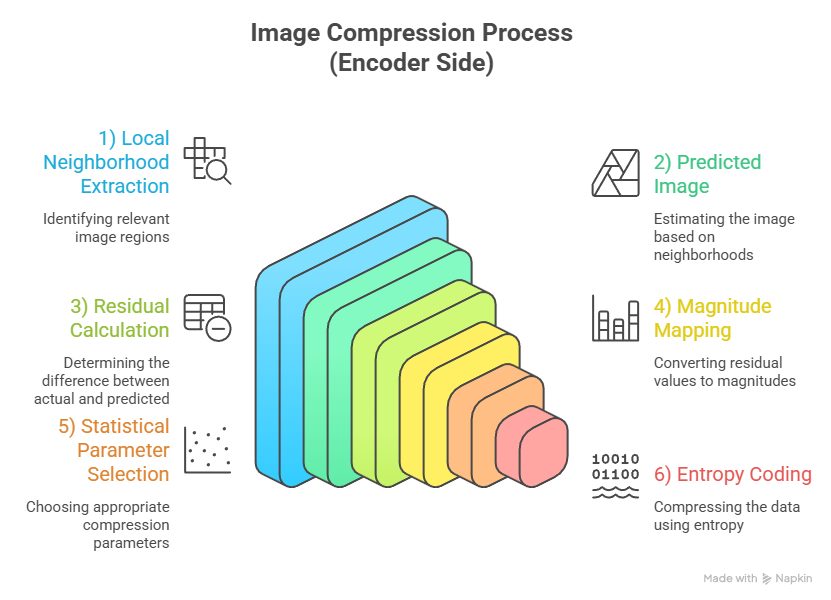 Image Compression Process
(Encoder Side)
1) Local
Neighborhood
Extraction
Identifying relevant
image regions
2) Predicted
Image
Estimating the image
based on
neighborhoods
3) Residual
Calculation
Determining the
difference between
actual and predicted
4) Magnitude
Mapping
Converting residual
values to magnitudes
5) Statistical
Parameter
Selection
Choosing appropriate
compression
parameters
10010
01100
6) Entropy Coding
Compressing the data
using entropy
Made with Napkin